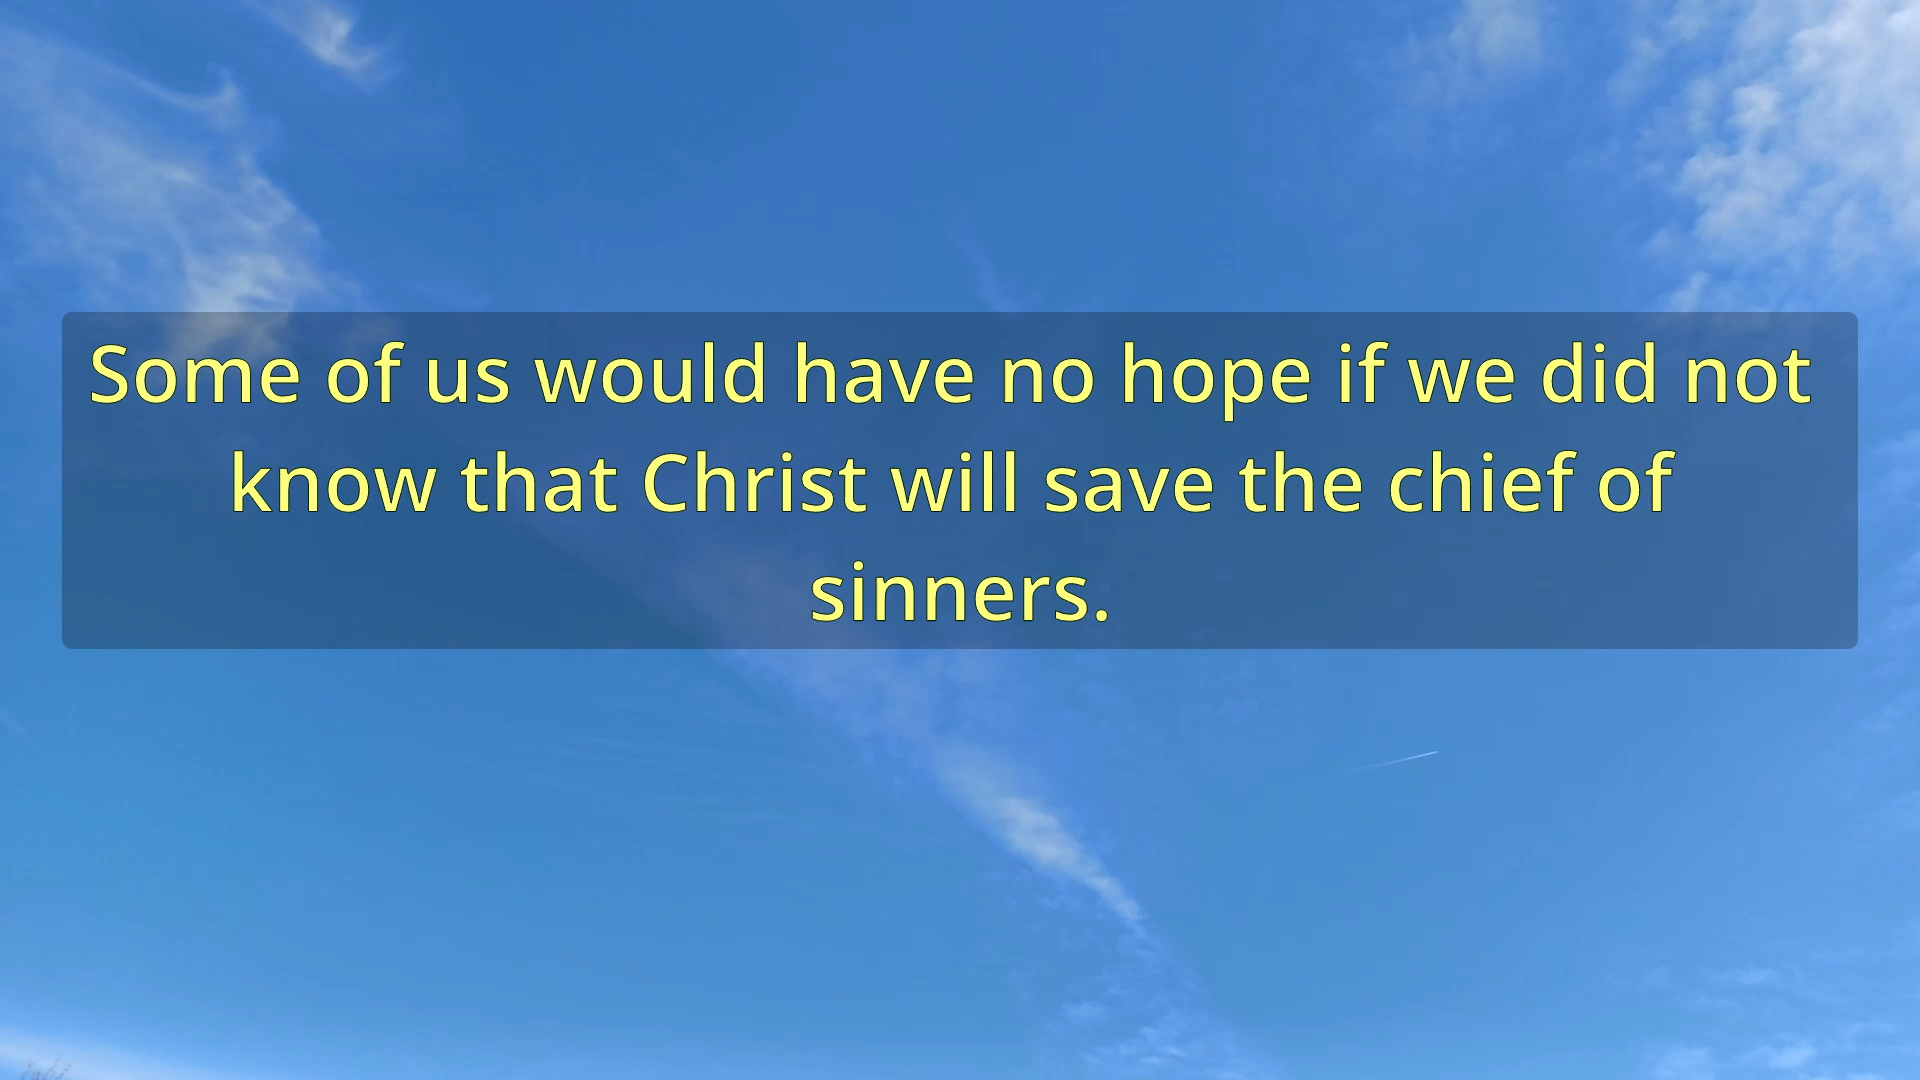 Some of us would have no hope if we did not
know that Christ will save the chief of
sinners.